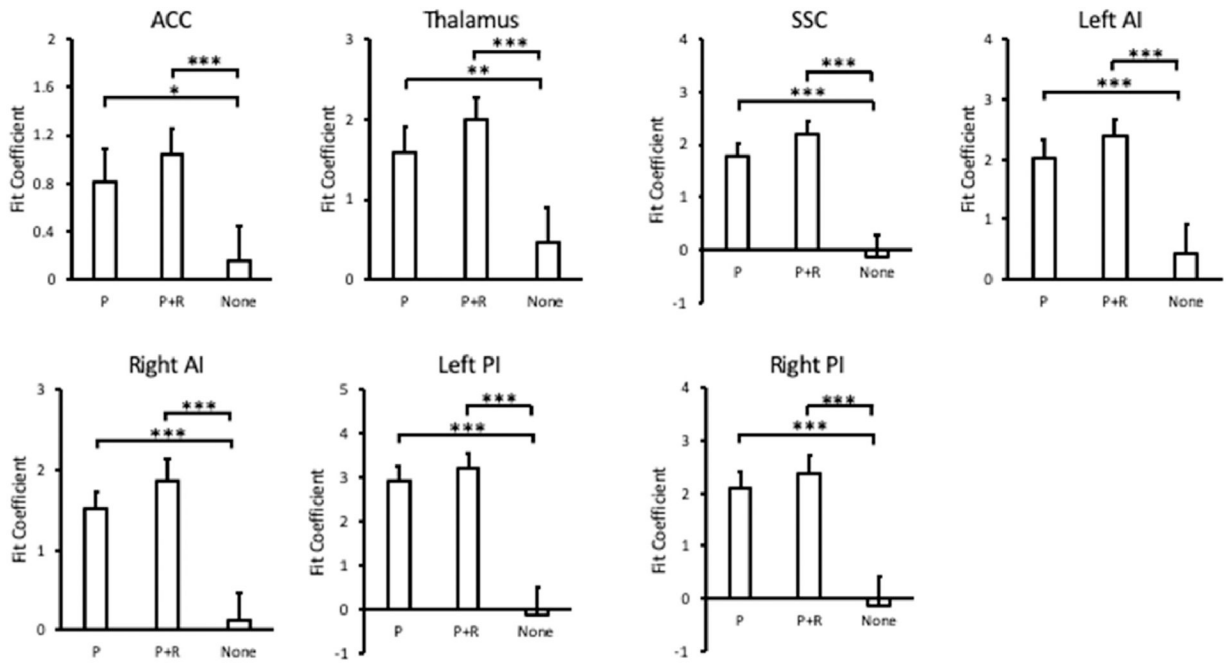 ACC
Fit Coefficient
2
1.6
1.2
0.8
0.4
0
***
*
P P+R None
Thalamus
Fit Coefficient
3
2
1
0
***
**
P P+R None
SSC
Fit Coefficient
4
3
2
1
0
-1
***
***
P P+R None
Left AI
Fit Coefficient
4
3
2
1
0
***
***
P P+R None
Right AI
Fit Coefficient
3
2
1
0
***
***
P P+R None
Left PI
Fit Coefficient
5
4
3
2
1
0
-1
***
***
P P+R None
Right PI
Fit Coefficient
4
3
2
1
0
-1
***
***
P P+R None